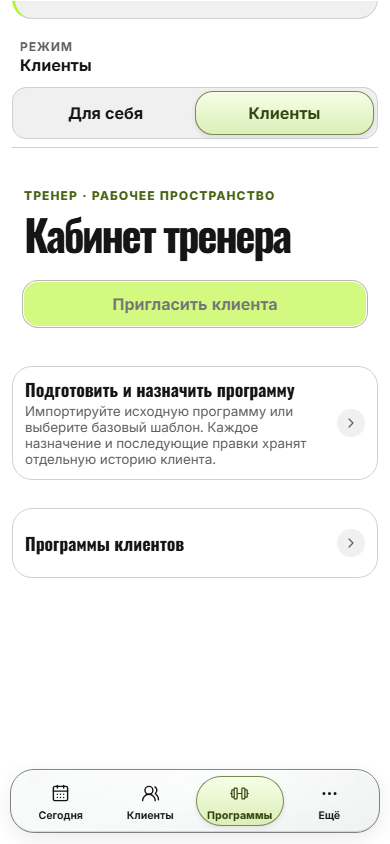 РЕЖИМ
Клиенты
Для себя
Клиенты
ТРЕНЕР · РАБОЧЕЕ ПРОСТРАНСТВО
Кабинет тренера
Пригласить клиента
Подготовить и назначить программу
Импортируйте исходную программу или
выберите базовый шаблон. Каждое
назначение и последующие правки хранят
отдельную историю клиента.
Программы клиентов
Сегодня
Клиенты
Программы
Ещё